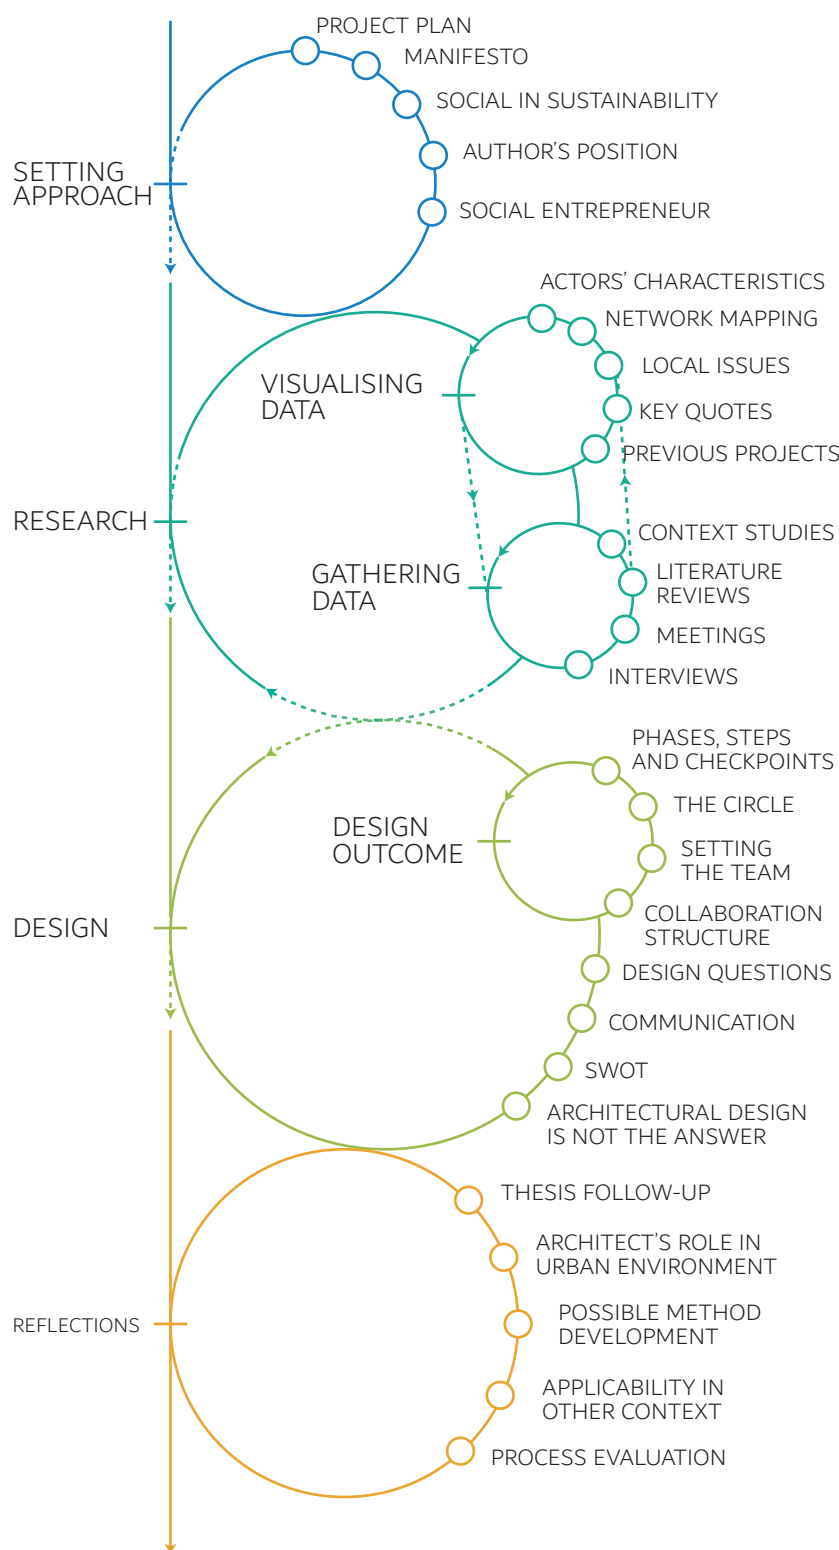 PROJECT PLAN
MANIFESTO
SOCIAL IN SUSTAINABILITY
AUTHOR'S POSITION
SETTING
APPROACH
SOCIAL ENTREPRENEUR
ACTORS' CHARACTERISTICS
NETWORK MAPPING
LOCAL ISSUES
VISUALISING
DATA
KEY QUOTES
PREVIOUS PROJECTS
RESEARCH
CONTEXT STUDIES
GATHERING
DATA
LITERATURE
REVIEWS
MEETINGS
INTERVIEWS
PHASES, STEPS
AND CHECKPOINTS
THE CIRCLE
DESIGN
OUTCOME
SETTING
THE TEAM
COLLABORATION
STRUCTURE
DESIGN
DESIGN QUESTIONS
COMMUNICATION
SWOT
ARCHITECTURAL DESIGN
IS NOT THE ANSWER
THESIS FOLLOW-UP
ARCHITECT'S ROLE IN
URBAN ENVIRONMENT
REFLECTIONS
POSSIBLE METHOD
DEVELOPMENT
APPLICABILITY IN
OTHER CONTEXT
PROCESS EVALUATION